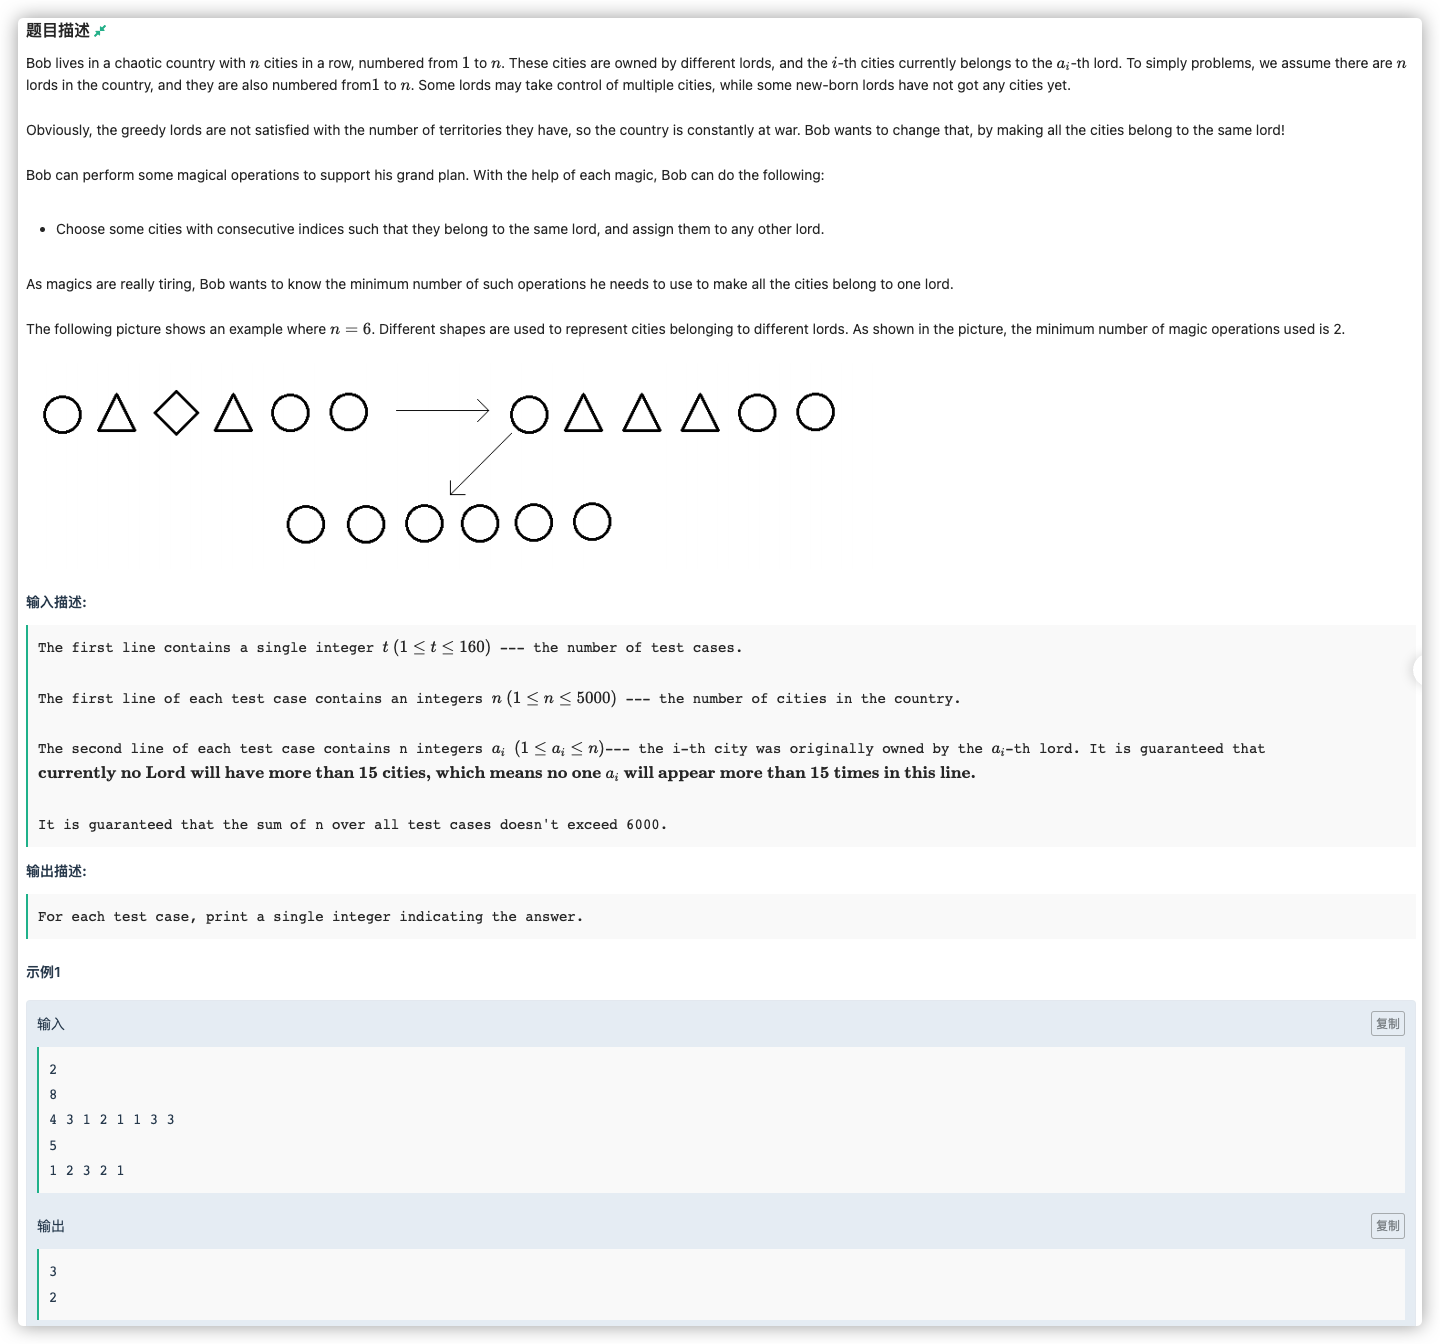 题目描述
Bob lives in a chaotic country with n cities in a row, numbered from 1 to n. These cities are owned by different lords, and the i-th cities currently belongs to the a_i-th lord. To simply problems, we assume there are n
lords in the country, and they are also numbered from1 to n. Some lords may take control of multiple cities, while some new-born lords have not got any cities yet.
Obviously, the greedy lords are not satisfied with the number of territories they have, so the country is constantly at war. Bob wants to change that, by making all the cities belong to the same lord!
Bob can perform some magical operations to support his grand plan. With the help of each magic, Bob can do the following:
• Choose some cities with consecutive indices such that they belong to the same lord, and assign them to any other lord.
As magics are really tiring, Bob wants to know the minimum number of such operations he needs to use to make all the cities belong to one lord.
The following picture shows an example where n = 6. Different shapes are used to represent cities belonging to different lords. As shown in the picture, the minimum number of magic operations used is 2.
输入描述:
The first line contains a single integer t (1 ≤ t ≤ 160) --- the number of test cases.
The first line of each test case contains an integers n (1 ≤ n ≤ 5000) --- the number of cities in the country.
The second line of each test case contains n integers a_i (1 ≤ a_i ≤ n)--- the i-th city was originally owned by the a_i-th lord. It is guaranteed that
currently no Lord will have more than 15 cities, which means no one a_i will appear more than 15 times in this line.
It is guaranteed that the sum of n over all test cases doesn't exceed 6000.
输出描述:
For each test case, print a single integer indicating the answer.
示例1
输入 复制
2
8
4 3 1 2 1 1 3 3
5
1 2 3 2 1
输出 复制
3
2